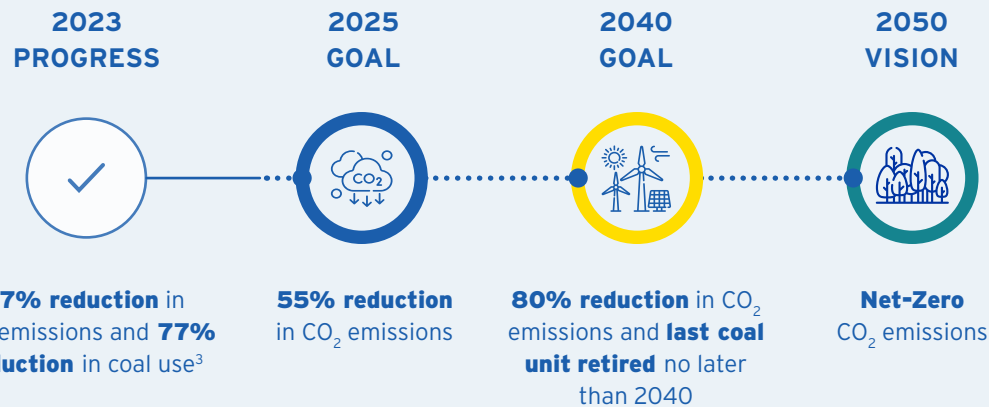 2023
PROGRESS
7% reduction in
emissions and 77%
uction in coal use3
2025
GOAL
CO2
55% reduction
in CO2 emissions
2040
GOAL
80% reduction in CO2
emissions and last coal
unit retired no later
than 2040
2050
VISION
Net-Zero
CO2 emissions